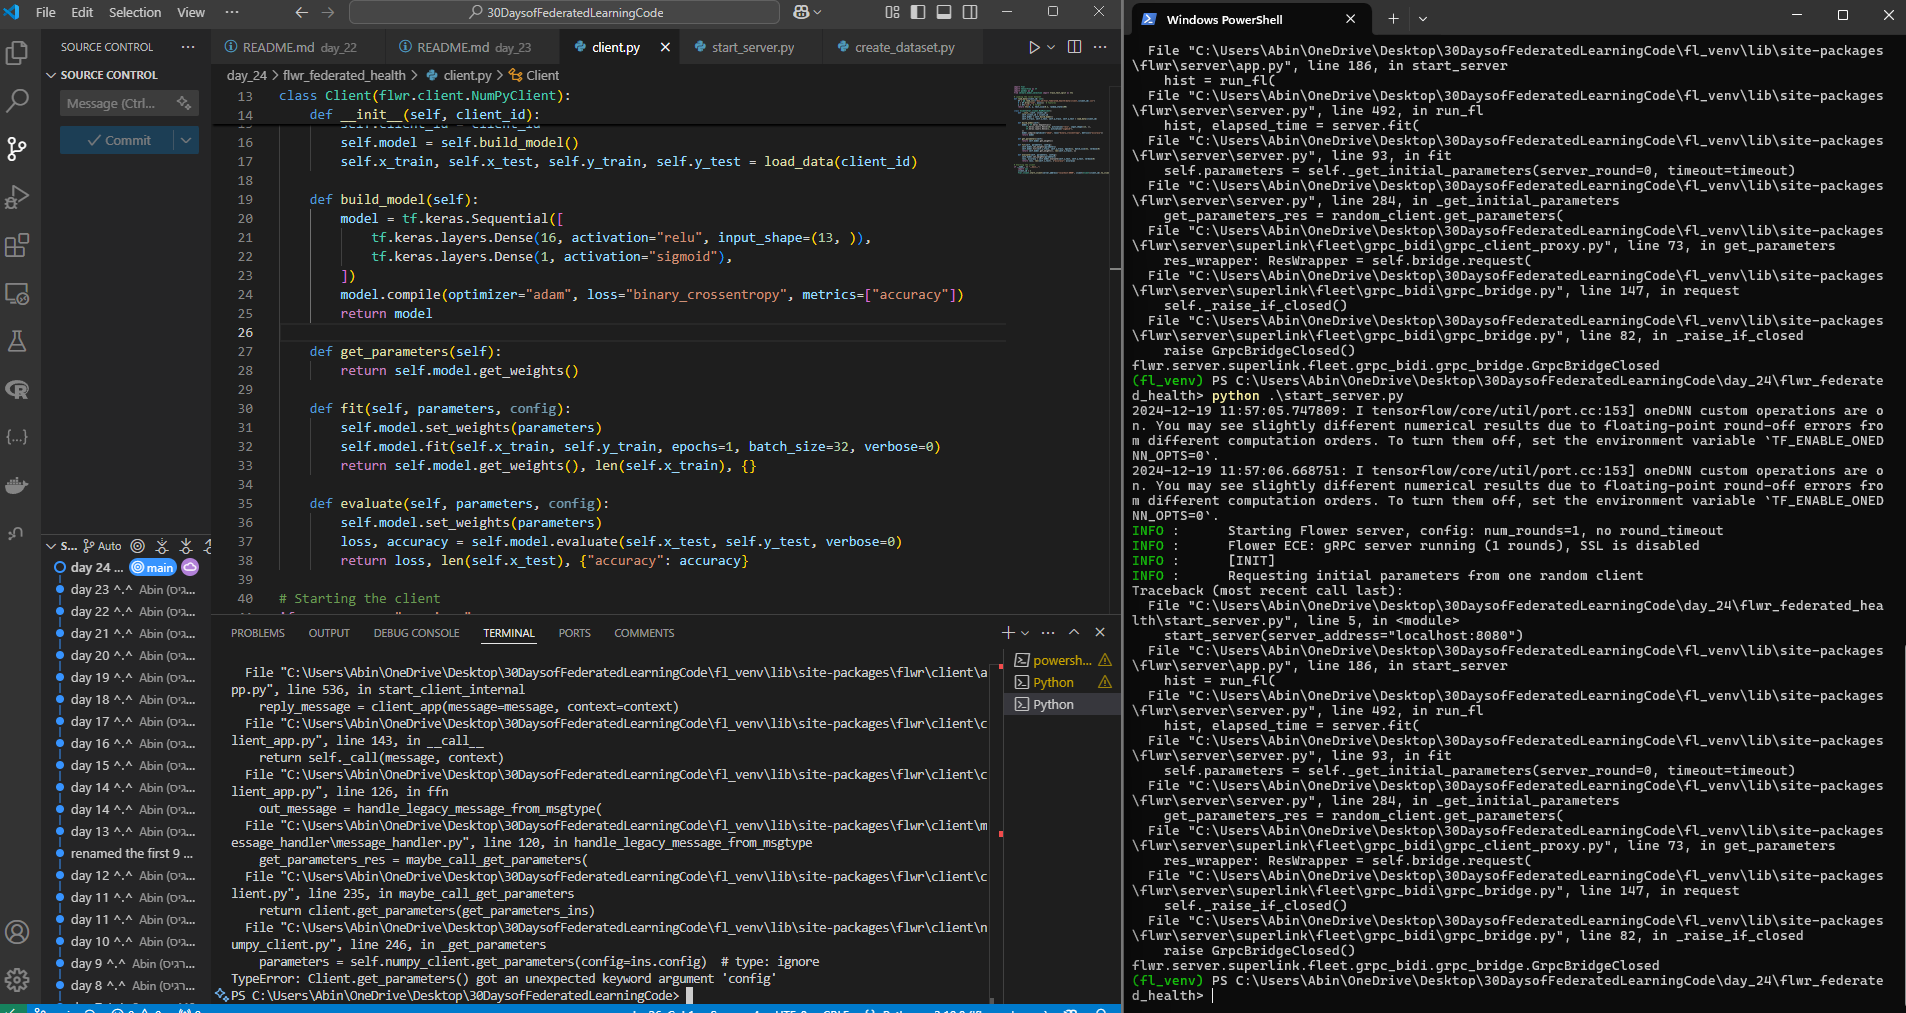 File Edit Selection View ··· 30DaysofFederatedLearningCode
SOURCE CONTROL ···
SOURCE CONTROL
Message (Ctrl...
Commit
README.md day_22 README.md day_23 client.py start_server.py create_dataset.py
day_24 > flwr_federated_health > client.py > Client
13 class Client(flwr.client.NumPyClient):
14 def __init__(self, client_id):
16 self.model = self.build_model()
17 self.x_train, self.x_test, self.y_train, self.y_test = load_data(client_id)
18
19 def build_model(self):
20 model = tf.keras.Sequential([
21 tf.keras.layers.Dense(16, activation="relu", input_shape=(13, )),
22 tf.keras.layers.Dense(1, activation="sigmoid"),
23 ])
24 model.compile(optimizer="adam", loss="binary_crossentropy", metrics=["accuracy"])
25 return model
26
27 def get_parameters(self):
28 return self.model.get_weights()
29
30 def fit(self, parameters, config):
31 self.model.set_weights(parameters)
32 self.model.fit(self.x_train, self.y_train, epochs=1, batch_size=32, verbose=0)
33 return self.model.get_weights(), len(self.x_train), {}
34
35 def evaluate(self, parameters, config):
36 self.model.set_weights(parameters)
37 loss, accuracy = self.model.evaluate(self.x_test, self.y_test, verbose=0)
38 return loss, len(self.x_test), {"accuracy": accuracy}
39
40 # Starting the client
S... Auto
day 24 ... main
day 23 ^.^ Abin
day 22 ^.^ Abin
day 21 ^.^ Abin
day 20 ^.^ Abin
day 19 ^.^ Abin
day 18 ^.^ Abin
day 17 ^.^ Abin
day 16 ^.^ Abin
day 15 ^.^ Abin
day 14 ^.^ Abin
day 14 ^.^ Abin
day 13 ^.^ Abin
renamed the first 9 ...
day 12 ^.^ Abin
day 11 ^.^ Abin
day 11 ^.^ Abin
day 10 ^.^ Abin
day 9 ^.^ Abin
day 8 ^.^ Abin
PROBLEMS OUTPUT DEBUG CONSOLE TERMINAL PORTS COMMENTS
File "C:\Users\Abin\OneDrive\Desktop\30DaysofFederatedLearningCode\fl_venv\lib\site-packages\flwr\client\a
pp.py", line 536, in start_client_internal
reply_message = client_app(message=message, context=context)
File "C:\Users\Abin\OneDrive\Desktop\30DaysofFederatedLearningCode\fl_venv\lib\site-packages\flwr\client\c
lient_app.py", line 143, in __call__
return self._call(message, context)
File "C:\Users\Abin\OneDrive\Desktop\30DaysofFederatedLearningCode\fl_venv\lib\site-packages\flwr\client\c
lient_app.py", line 126, in ffn
out_message = handle_legacy_message_from_msgtype(
File "C:\Users\Abin\OneDrive\Desktop\30DaysofFederatedLearningCode\fl_venv\lib\site-packages\flwr\client\m
essage_handler\message_handler.py", line 120, in handle_legacy_message_from_msgtype
get_parameters_res = maybe_call_get_parameters(
File "C:\Users\Abin\OneDrive\Desktop\30DaysofFederatedLearningCode\fl_venv\lib\site-packages\flwr\client\c
lient.py", line 235, in maybe_call_get_parameters
return client.get_parameters(get_parameters_ins)
File "C:\Users\Abin\OneDrive\Desktop\30DaysofFederatedLearningCode\fl_venv\lib\site-packages\flwr\client\n
umpy_client.py", line 246, in _get_parameters
parameters = self.numpy_client.get_parameters(config=ins.config) # type: ignore
TypeError: Client.get_parameters() got an unexpected keyword argument 'config'
PS C:\Users\Abin\OneDrive\Desktop\30DaysofFederatedLearningCode>
powersh...
Python
Python
Windows PowerShell
File "C:\Users\Abin\OneDrive\Desktop\30DaysofFederatedLearningCode\fl_venv\lib\site-packages
\flwr\server\app.py", line 186, in start_server
hist = run_fl(
File "C:\Users\Abin\OneDrive\Desktop\30DaysofFederatedLearningCode\fl_venv\lib\site-packages
\flwr\server\server.py", line 492, in run_fl
hist, elapsed_time = server.fit(
File "C:\Users\Abin\OneDrive\Desktop\30DaysofFederatedLearningCode\fl_venv\lib\site-packages
\flwr\server\server.py", line 93, in fit
self.parameters = self._get_initial_parameters(server_round=0, timeout=timeout)
File "C:\Users\Abin\OneDrive\Desktop\30DaysofFederatedLearningCode\fl_venv\lib\site-packages
\flwr\server\server.py", line 284, in _get_initial_parameters
get_parameters_res = random_client.get_parameters(
File "C:\Users\Abin\OneDrive\Desktop\30DaysofFederatedLearningCode\fl_venv\lib\site-packages
\flwr\server\superlink\fleet\grpc_bidi\grpc_client_proxy.py", line 73, in get_parameters
res_wrapper: ResWrapper = self.bridge.request(
File "C:\Users\Abin\OneDrive\Desktop\30DaysofFederatedLearningCode\fl_venv\lib\site-packages
\flwr\server\superlink\fleet\grpc_bidi\grpc_bridge.py", line 147, in request
self._raise_if_closed()
File "C:\Users\Abin\OneDrive\Desktop\30DaysofFederatedLearningCode\fl_venv\lib\site-packages
\flwr\server\superlink\fleet\grpc_bidi\grpc_bridge.py", line 82, in _raise_if_closed
raise GrpcBridgeClosed()
flwr.server.superlink.fleet.grpc_bidi.grpc_bridge.GrpcBridgeClosed
(fl_venv) PS C:\Users\Abin\OneDrive\Desktop\30DaysofFederatedLearningCode\day_24\flwr_federate
d_health> python .\start_server.py
2024-12-19 11:57:05.747809: I tensorflow/core/util/port.cc:153] oneDNN custom operations are o
n. You may see slightly different numerical results due to floating-point round-off errors fro
m different computation orders. To turn them off, set the environment variable `TF_ENABLE_ONED
NN_OPTS=0`.
2024-12-19 11:57:06.668751: I tensorflow/core/util/port.cc:153] oneDNN custom operations are o
n. You may see slightly different numerical results due to floating-point round-off errors fro
m different computation orders. To turn them off, set the environment variable `TF_ENABLE_ONED
NN_OPTS=0`.
INFO : Starting Flower server, config: num_rounds=1, no round_timeout
INFO : Flower ECE: gRPC server running (1 rounds), SSL is disabled
INFO : [INIT]
INFO : Requesting initial parameters from one random client
Traceback (most recent call last):
File "C:\Users\Abin\OneDrive\Desktop\30DaysofFederatedLearningCode\day_24\flwr_federated_hea
lth\start_server.py", line 5, in <module>
start_server(server_address="localhost:8080")
File "C:\Users\Abin\OneDrive\Desktop\30DaysofFederatedLearningCode\fl_venv\lib\site-packages
\flwr\server\app.py", line 186, in start_server
hist = run_fl(
File "C:\Users\Abin\OneDrive\Desktop\30DaysofFederatedLearningCode\fl_venv\lib\site-packages
\flwr\server\server.py", line 492, in run_fl
hist, elapsed_time = server.fit(
File "C:\Users\Abin\OneDrive\Desktop\30DaysofFederatedLearningCode\fl_venv\lib\site-packages
\flwr\server\server.py", line 93, in fit
self.parameters = self._get_initial_parameters(server_round=0, timeout=timeout)
File "C:\Users\Abin\OneDrive\Desktop\30DaysofFederatedLearningCode\fl_venv\lib\site-packages
\flwr\server\server.py", line 284, in _get_initial_parameters
get_parameters_res = random_client.get_parameters(
File "C:\Users\Abin\OneDrive\Desktop\30DaysofFederatedLearningCode\fl_venv\lib\site-packages
\flwr\server\superlink\fleet\grpc_bidi\grpc_client_proxy.py", line 73, in get_parameters
res_wrapper: ResWrapper = self.bridge.request(
File "C:\Users\Abin\OneDrive\Desktop\30DaysofFederatedLearningCode\fl_venv\lib\site-packages
\flwr\server\superlink\fleet\grpc_bidi\grpc_bridge.py", line 147, in request
self._raise_if_closed()
File "C:\Users\Abin\OneDrive\Desktop\30DaysofFederatedLearningCode\fl_venv\lib\site-packages
\flwr\server\superlink\fleet\grpc_bidi\grpc_bridge.py", line 82, in _raise_if_closed
raise GrpcBridgeClosed()
flwr.server.superlink.fleet.grpc_bidi.grpc_bridge.GrpcBridgeClosed
(fl_venv) PS C:\Users\Abin\OneDrive\Desktop\30DaysofFederatedLearningCode\day_24\flwr_federate
d_health>